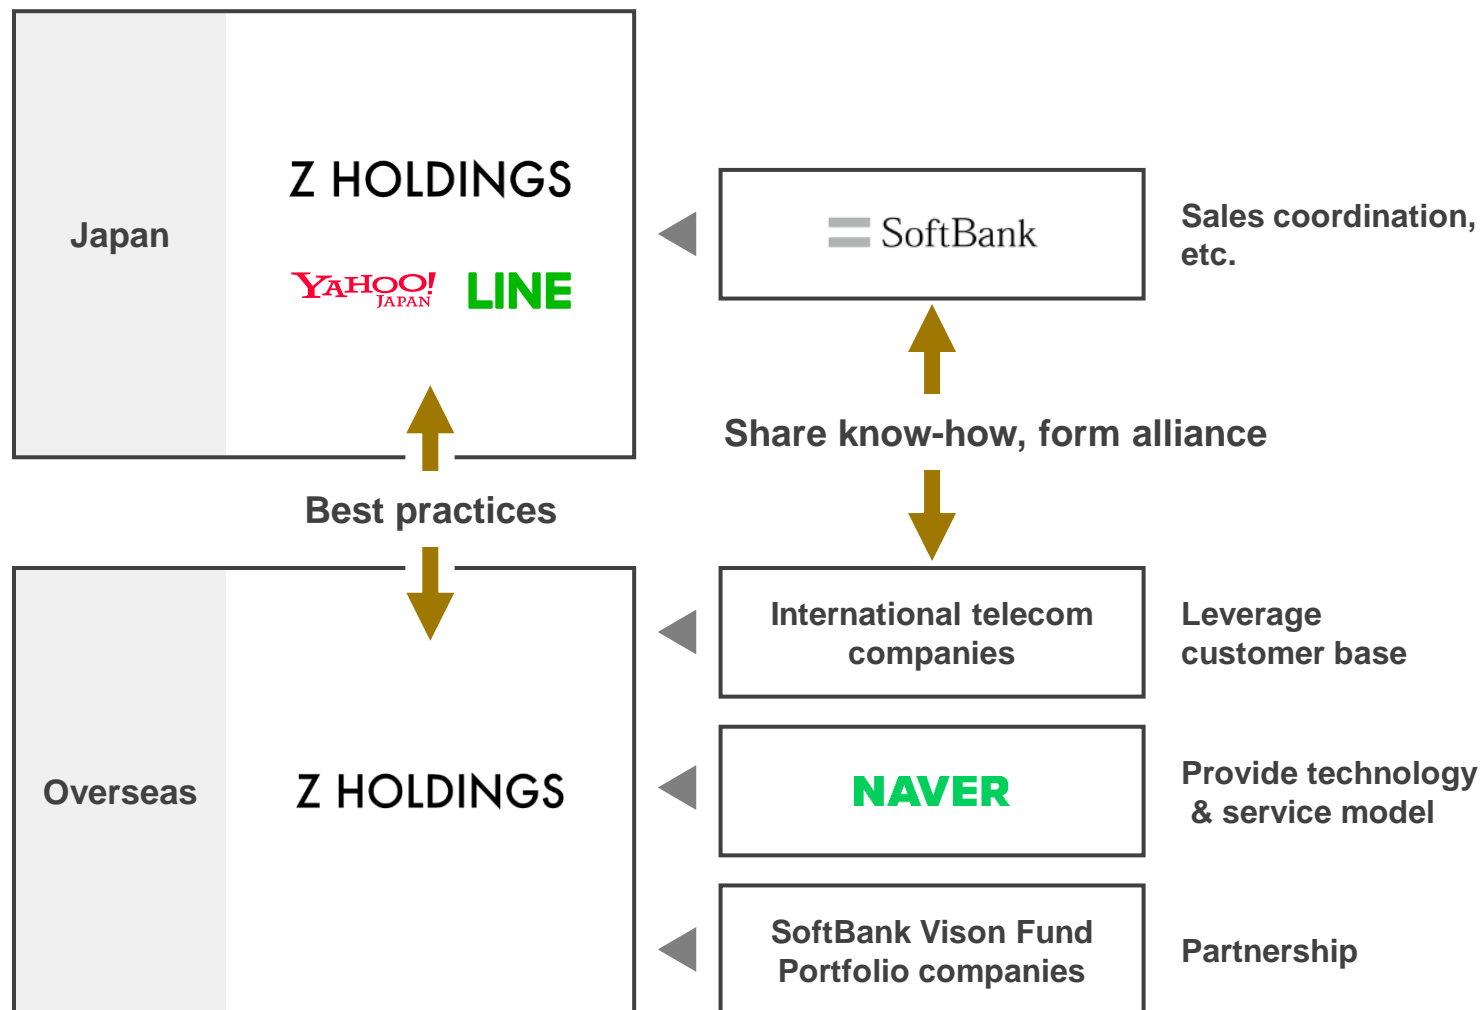 Japan
Z HOLDINGS
YAHOO!
JAPAN
LINE
SoftBank
Sales coordination,
etc.
Share know-how, form alliance
Best practices
Overseas
Z HOLDINGS
International telecom
companies
Leverage
customer base
NAVER
Provide technology
& service model
SoftBank Vison Fund
Portfolio companies
Partnership